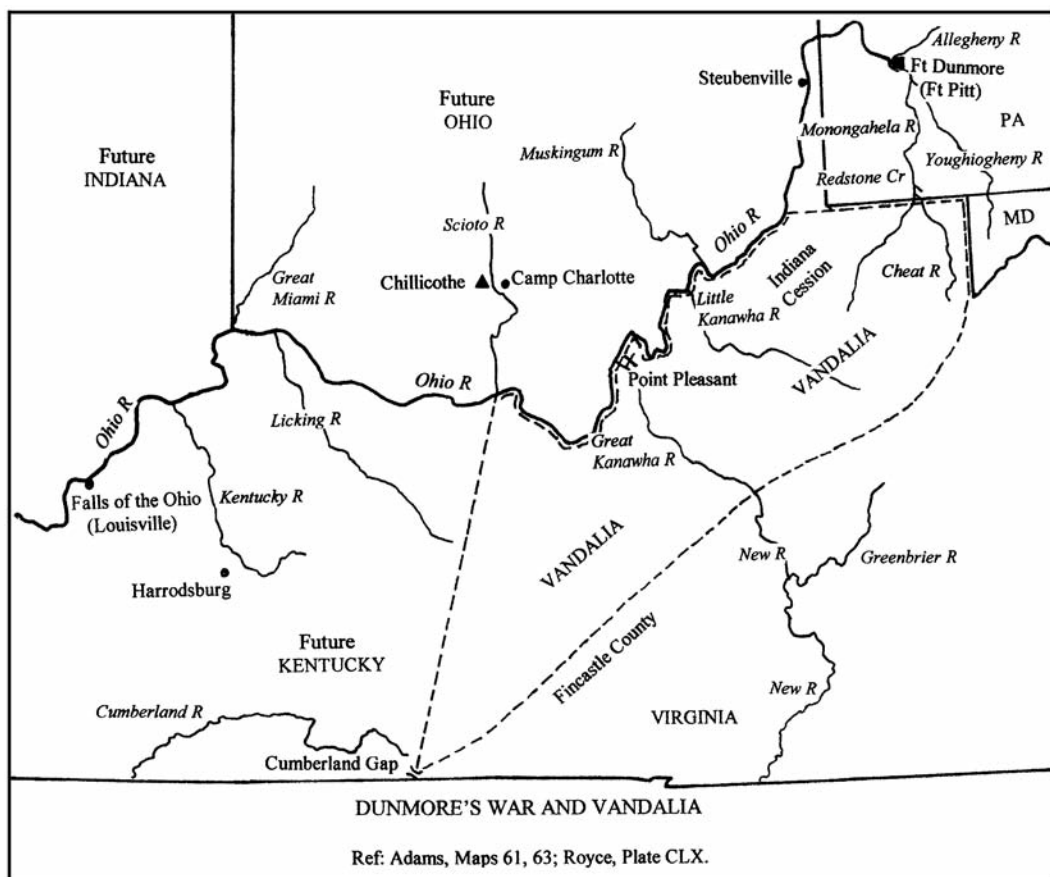 Allegheny R
Steubenville
Ft Dunmore
(Ft Pitt)
Future
OHIO
Monongahela R
PA
Future
INDIANA
Muskingum R
Youghiogheny R
Redstone Cr
Scioto R
Ohio R
MD
Great
Miami R
Chillicothe
Camp Charlotte
Indiana
Cession
Cheat R
Little
Kanawha R
VANDALIA
Ohio R
Point Pleasant
Ohio R
Licking R
Great
Kanawha R
Falls of the Ohio
(Louisville)
Kentucky R
VANDALIA
New R
Greenbrier R
Harrodsburg
Future
KENTUCKY
Fincastle County
New R
Cumberland R
VIRGINIA
Cumberland Gap
DUNMORE'S WAR AND VANDALIA
Ref: Adams, Maps 61, 63; Royce, Plate CLX.